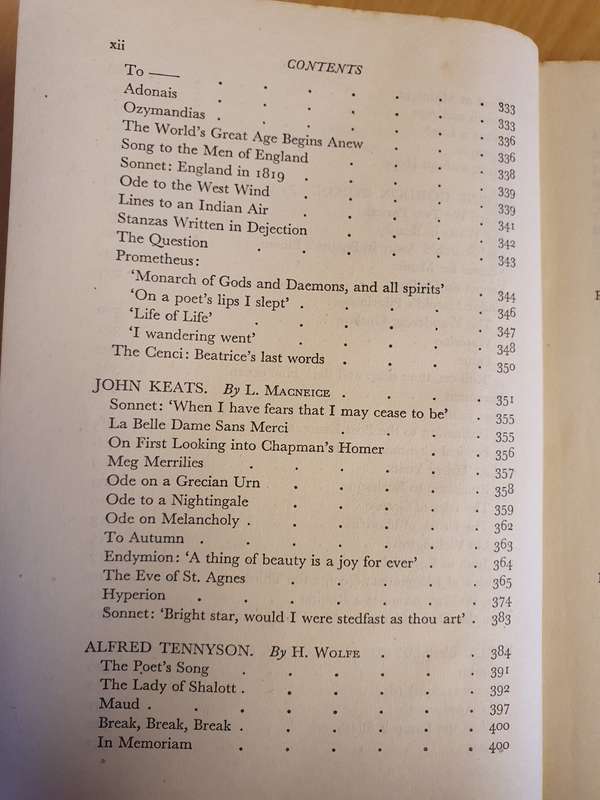 xii
CONTENTS
To —— . . . . . . 333
Adonais . . . . . . 333
Ozymandias . . . . . . 336
The World's Great Age Begins Anew . . . 336
Song to the Men of England . . . . 338
Sonnet: England in 1819 . . . . . 339
Ode to the West Wind . . . . . 339
Lines to an Indian Air . . . . . 341
Stanzas Written in Dejection . . . . 342
The Question . . . . . . 343
Prometheus:
'Monarch of Gods and Daemons, and all spirits' . 344
'On a poet's lips I slept' . . . . . 346
'Life of Life' . . . . . . 347
'I wandering went' . . . . . 348
The Cenci: Beatrice's last words . . . . 350
JOHN KEATS. By L. MACNEICE . . . . 351
Sonnet: 'When I have fears that I may cease to be' . 355
La Belle Dame Sans Merci . . . . 355
On First Looking into Chapman's Homer . . 356
Meg Merrilies . . . . . . 357
Ode on a Grecian Urn . . . . . 358
Ode to a Nightingale . . . . . 359
Ode on Melancholy . . . . . . 362
To Autumn . . . . . . . 363
Endymion: 'A thing of beauty is a joy for ever' . . 364
The Eve of St. Agnes . . . . . 365
Hyperion . . . . . . . 374
Sonnet: 'Bright star, would I were stedfast as thou art' . 383
ALFRED TENNYSON. By H. WOLFE . . . 384
The Poet's Song . . . . . . 391
The Lady of Shalott . . . . . . 392
Maud . . . . . . . . 397
Break, Break, Break . . . . . . 400
In Memoriam . . . . . . 400